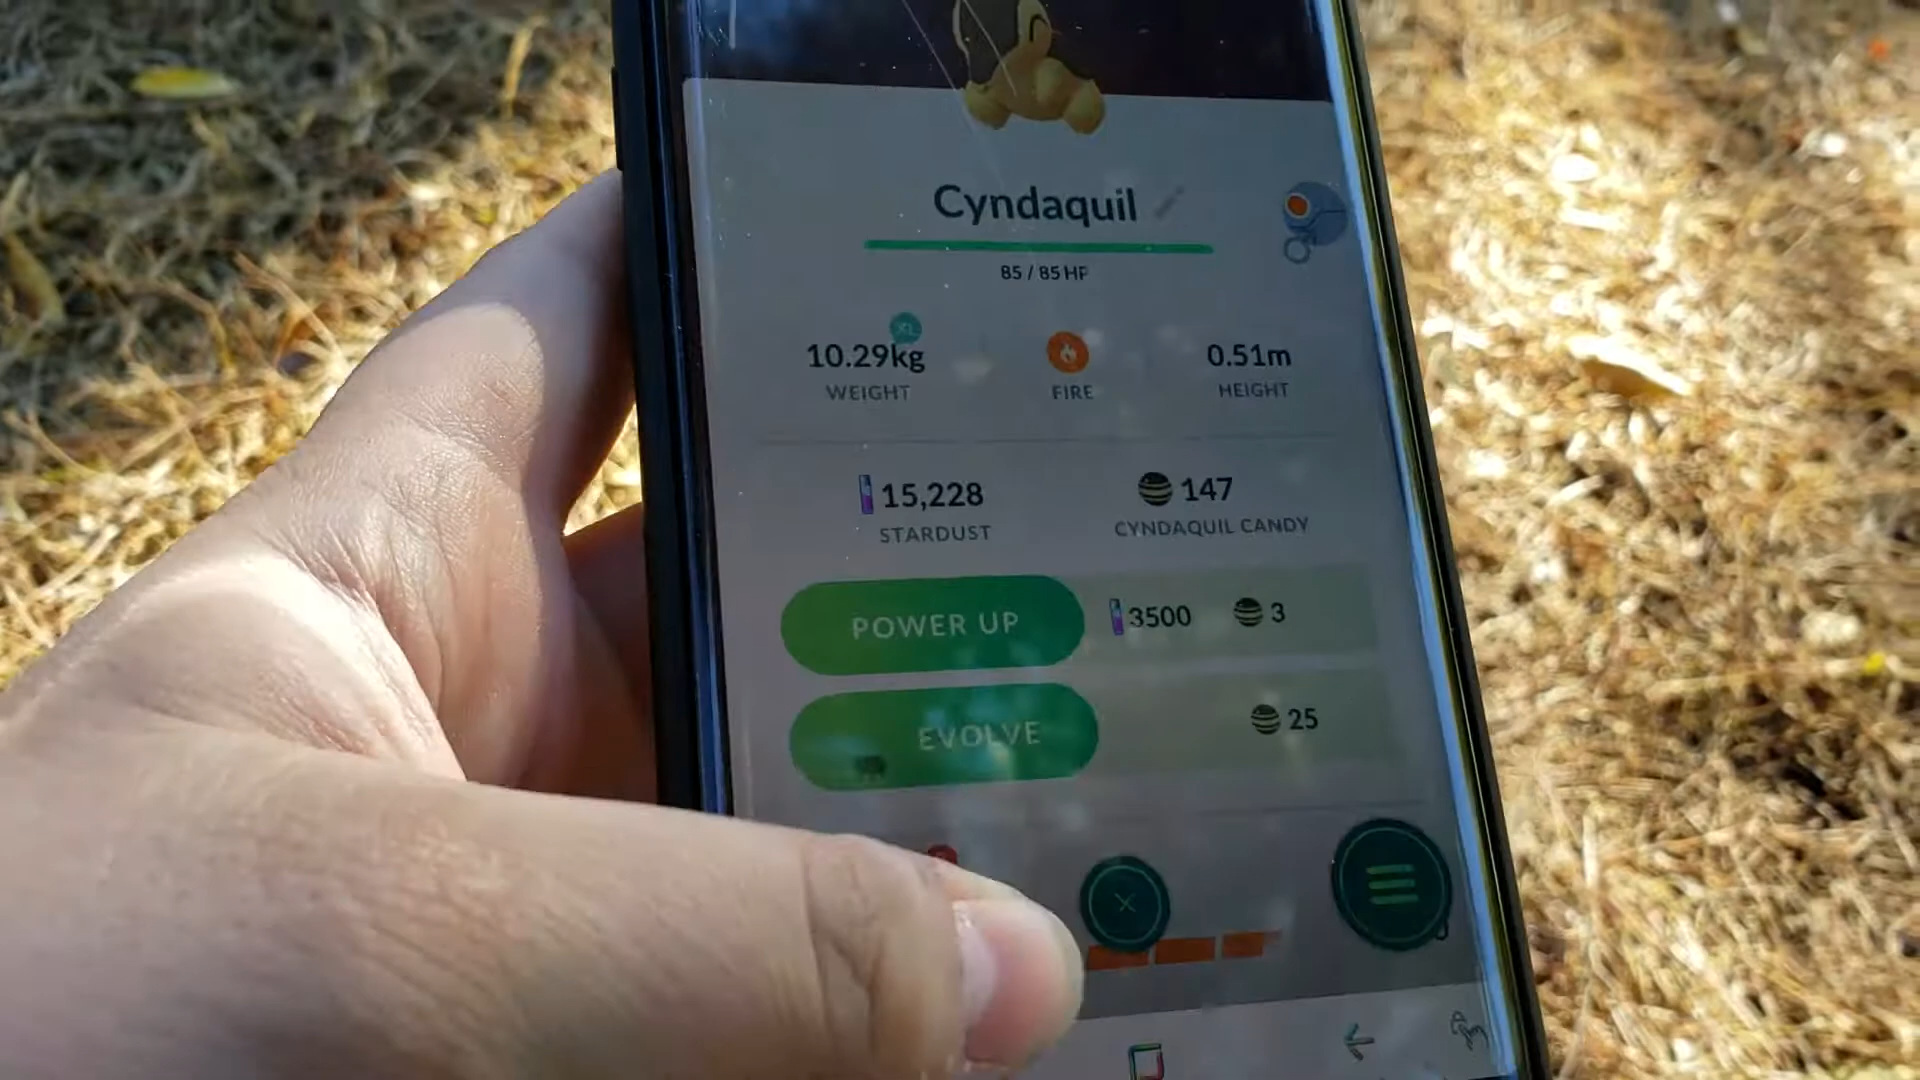 Cyndaquil
85 / 85 HP
XL
10.29kg
WEIGHT
FIRE
0.51m
HEIGHT
15,228
STARDUST
147
CYNDAQUIL CANDY
POWER UP
3500
3
EVOLVE
25